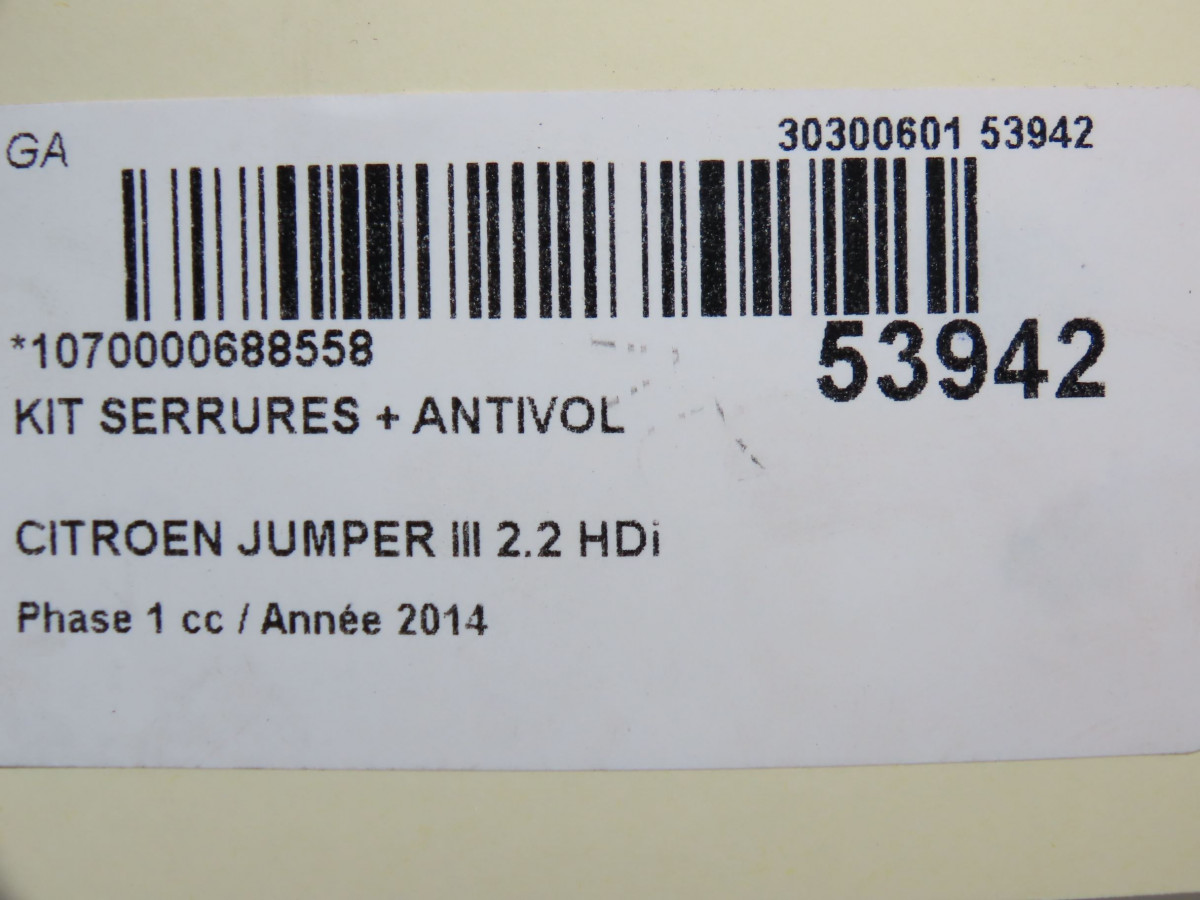 GA
30300601 53942
*1070000688558
53942
KIT SERRURES + ANTIVOL
CITROEN JUMPER III 2.2 HDi
Phase 1 cc / Année 2014